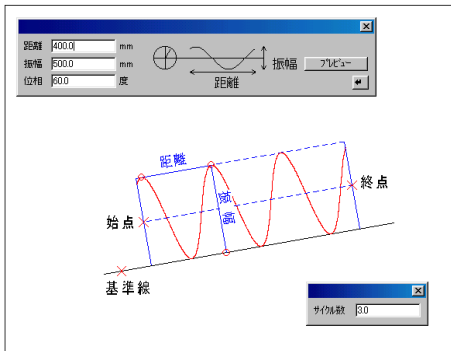 距離 400.0 mm
振幅 500.0 mm
位相 60.0 度
振幅
プレビュー
距離
距離
振幅
始点
終点
基準線
サイクル数 3.0